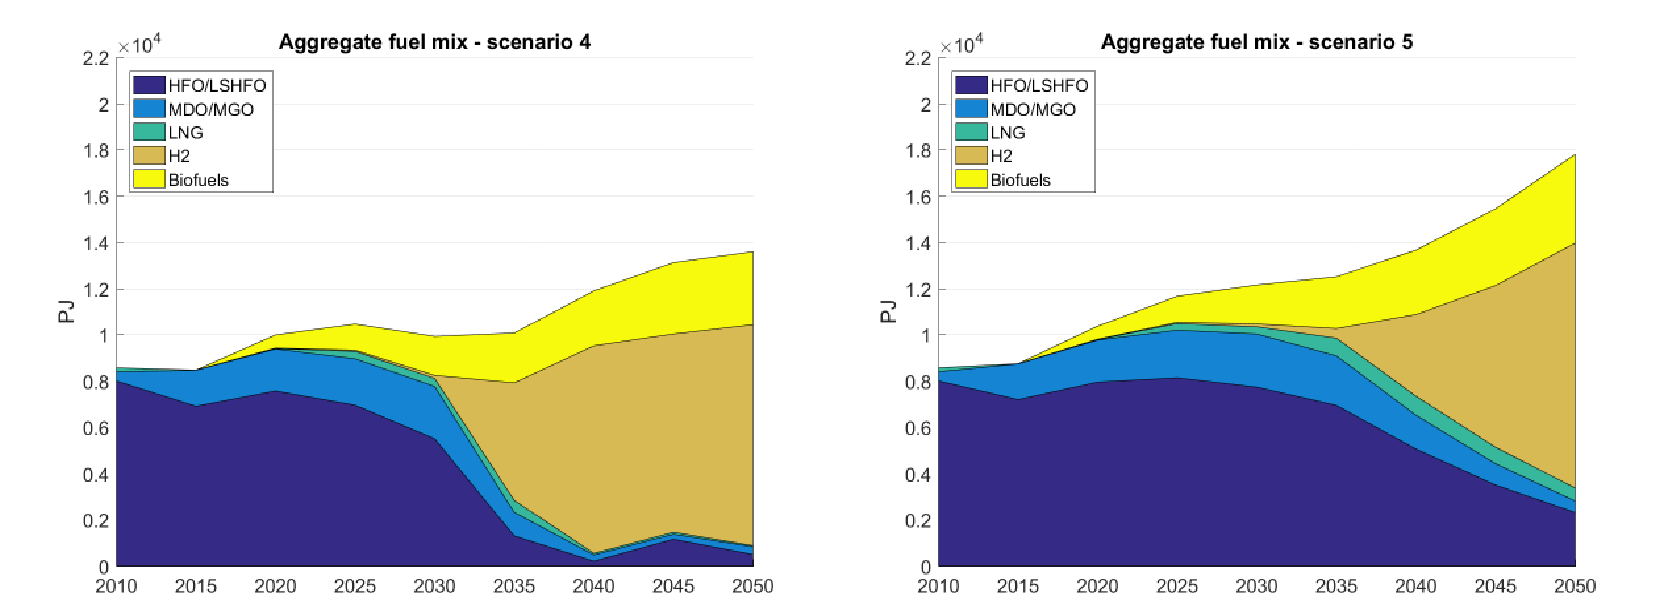 Aggregate fuel mix - scenario 4
×10⁴
2.2
2
1.8
1.6
1.4
1.2
1
0.8
0.6
0.4
0.2
0
PJ
HFO/LSHFO
MDO/MGO
LNG
H2
Biofuels
2010 2015 2020 2025 2030 2035 2040 2045 2050
Aggregate fuel mix - scenario 5
×10⁴
2.2
2
1.8
1.6
1.4
1.2
1
0.8
0.6
0.4
0.2
0
PJ
HFO/LSHFO
MDO/MGO
LNG
H2
Biofuels
2010 2015 2020 2025 2030 2035 2040 2045 2050